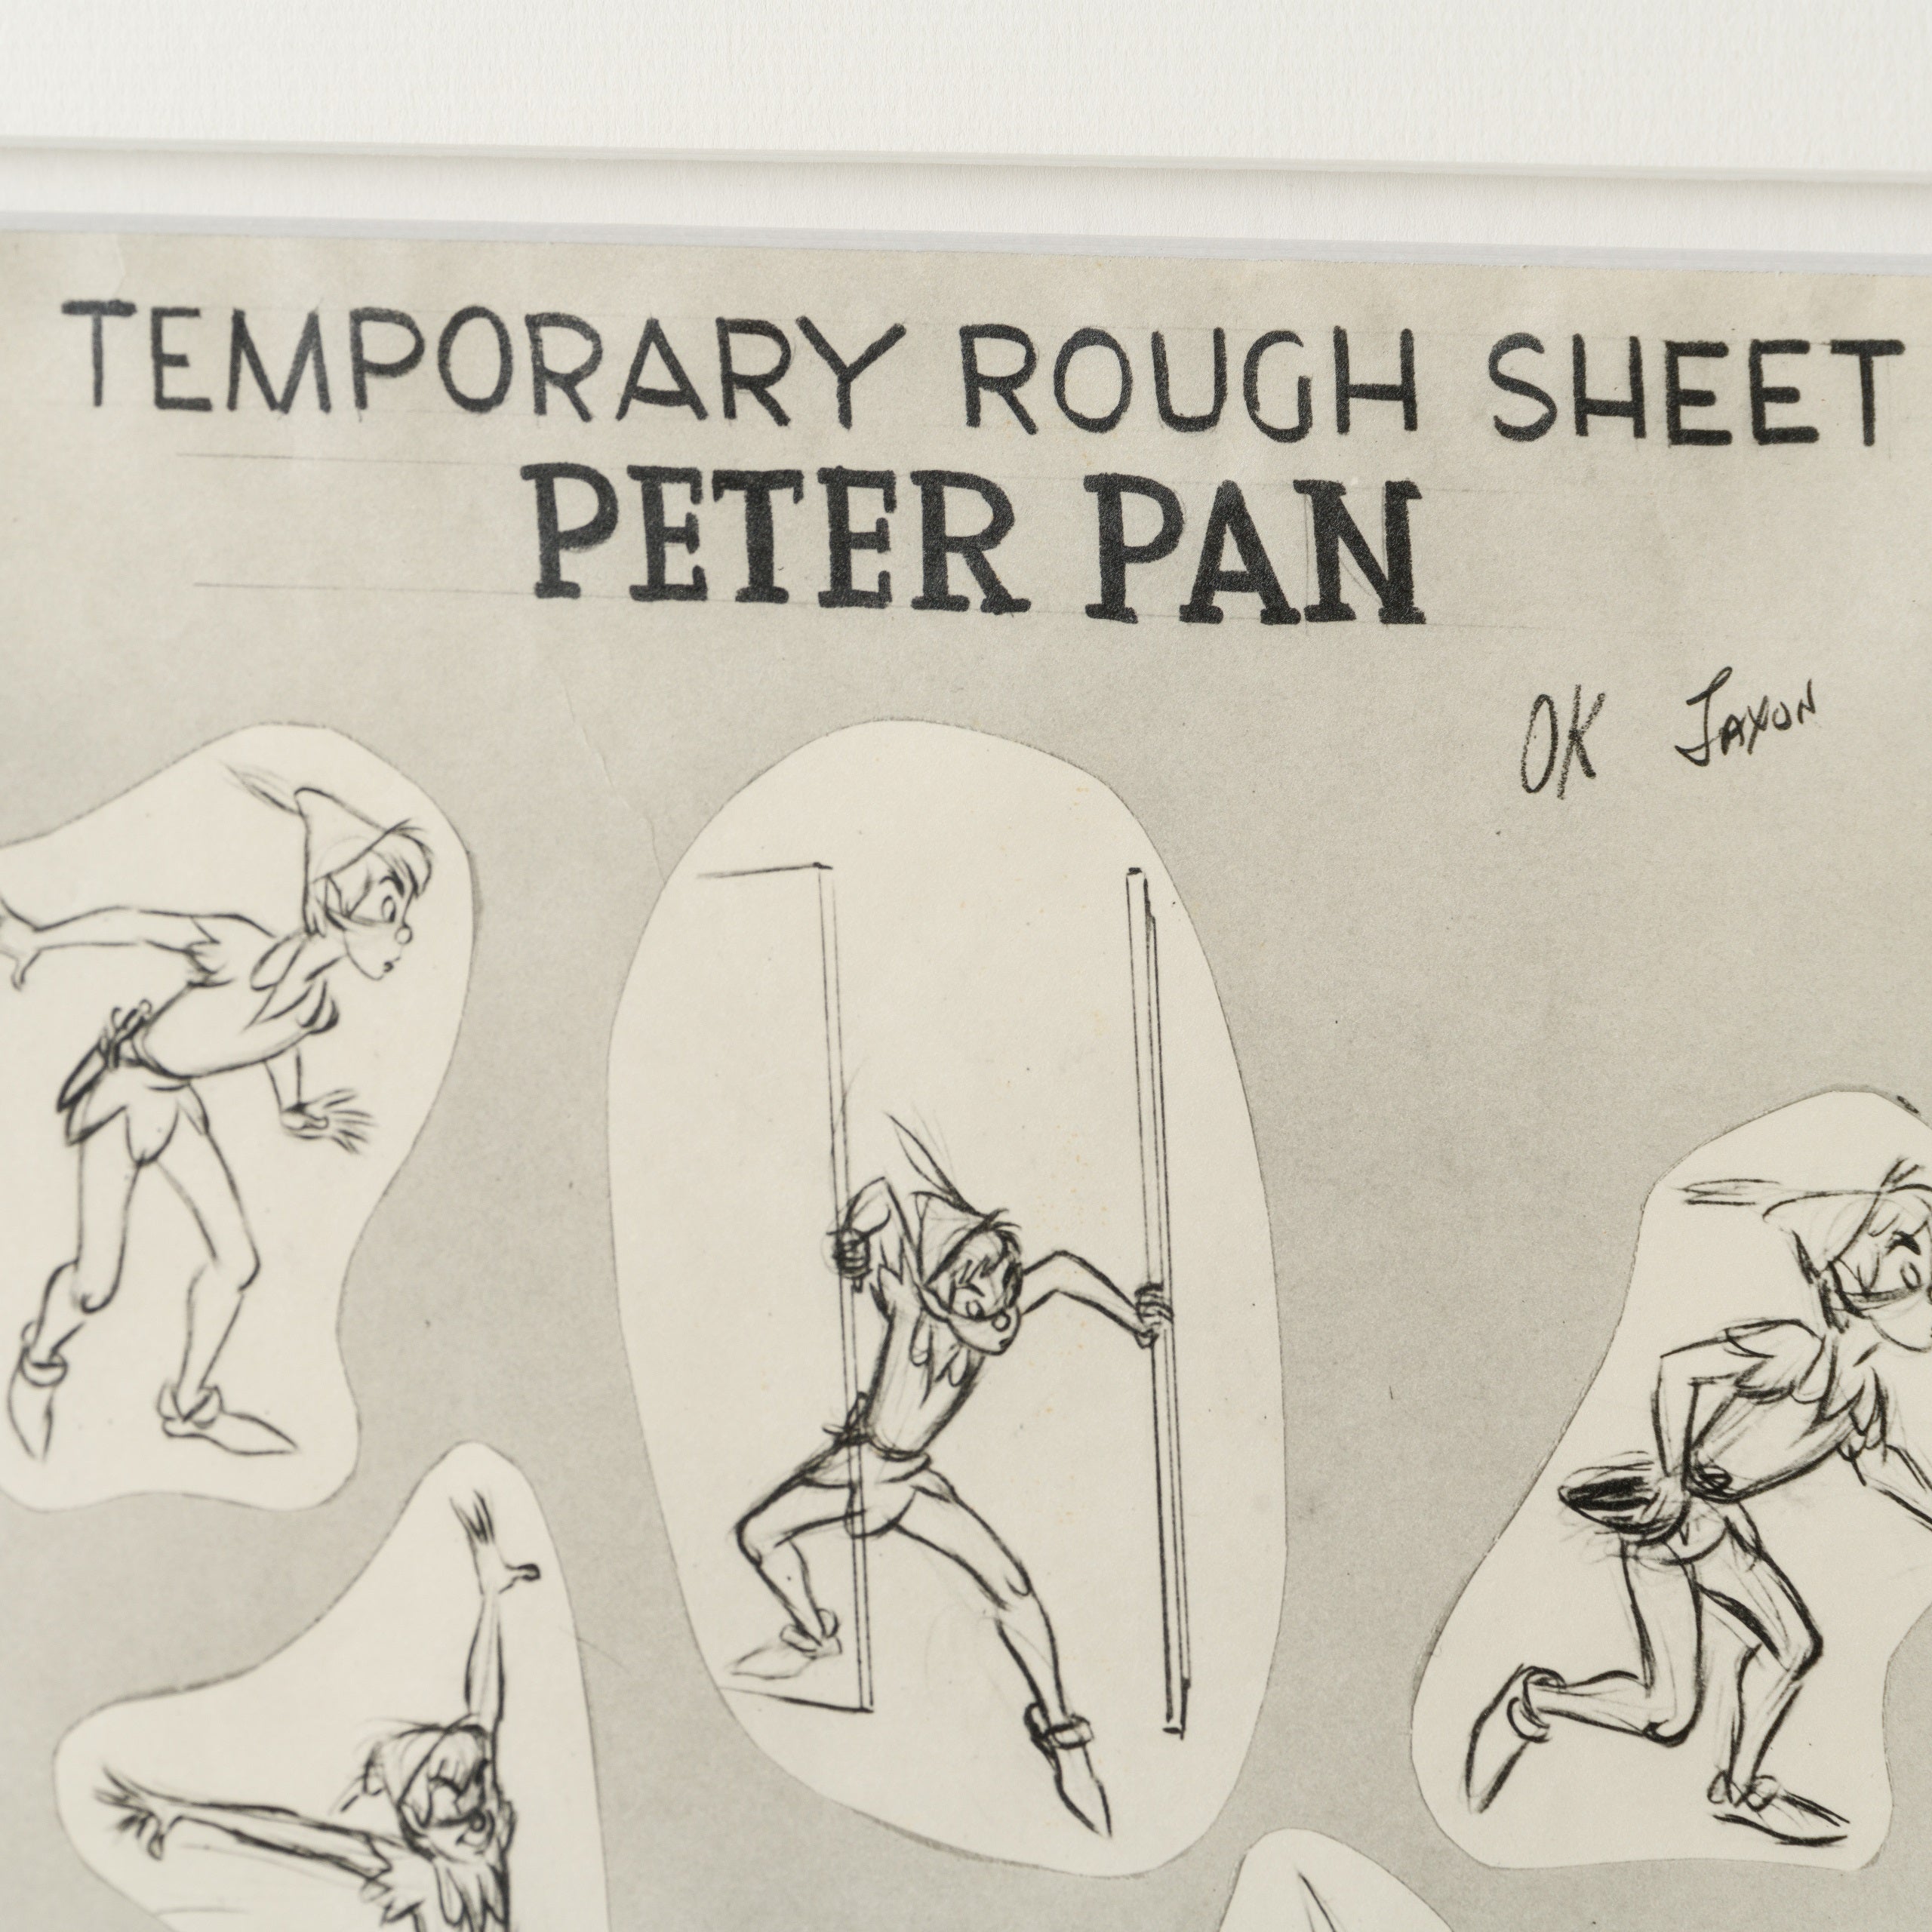 TEMPORARY ROUGH SHEET
PETER PAN
OK Jaxon